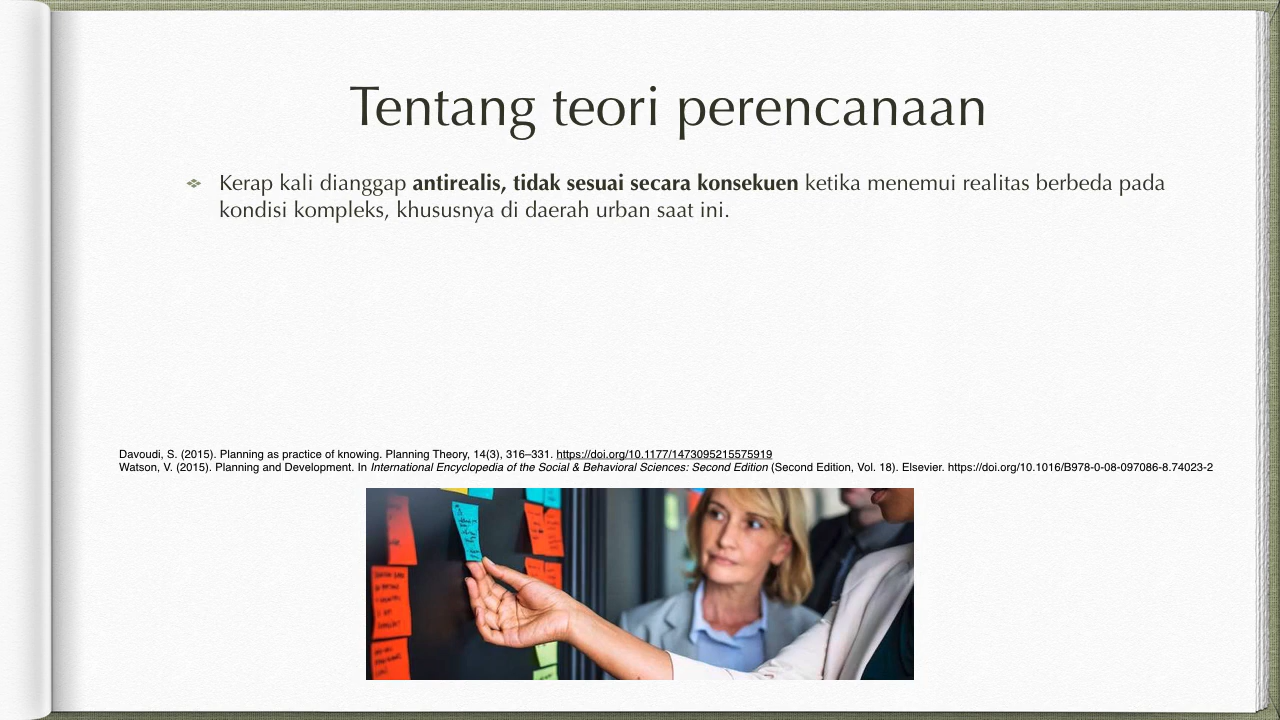 Tentang teori perencanaan
Kerap kali dianggap antirealis, tidak sesuai secara konsekuen ketika menemui realitas berbeda pada
kondisi kompleks, khususnya di daerah urban saat ini.
Davoudi, S. (2015). Planning as practice of knowing. Planning Theory, 14(3), 316–331. https://doi.org/10.1177/1473095215575919
Watson, V. (2015). Planning and Development. In International Encyclopedia of the Social & Behavioral Sciences: Second Edition (Second Edition, Vol. 18). Elsevier. https://doi.org/10.1016/B978-0-08-097086-8.74023-2